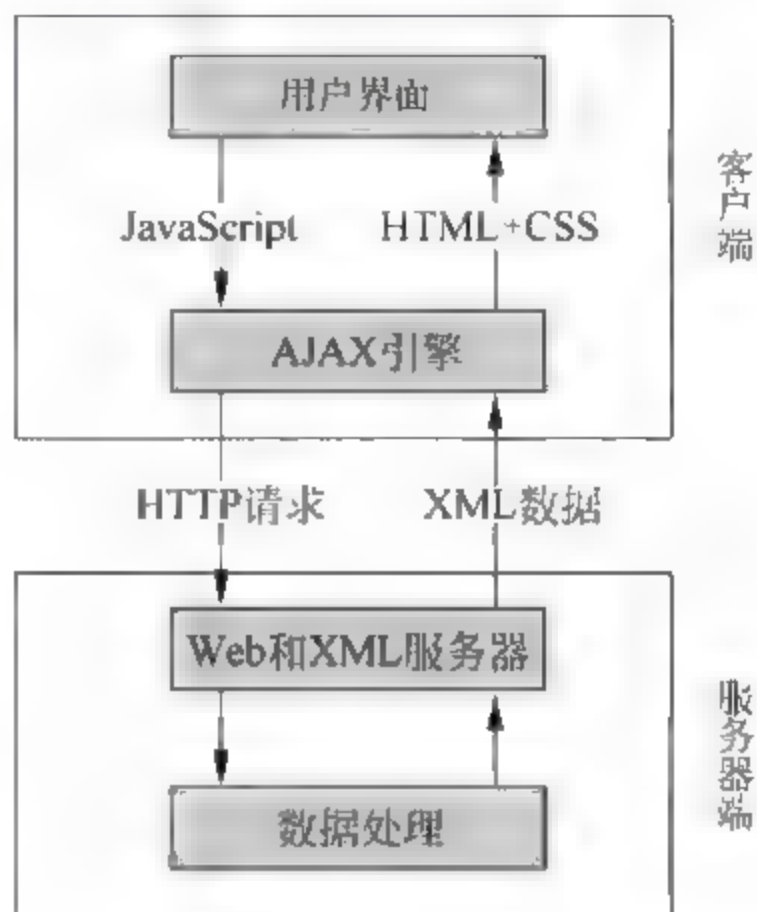 用户界面
JavaScript
HTML+CSS
AJAX引擎
客户端
HTTP请求
XML数据
Web和XML服务器
数据处理
服务器端